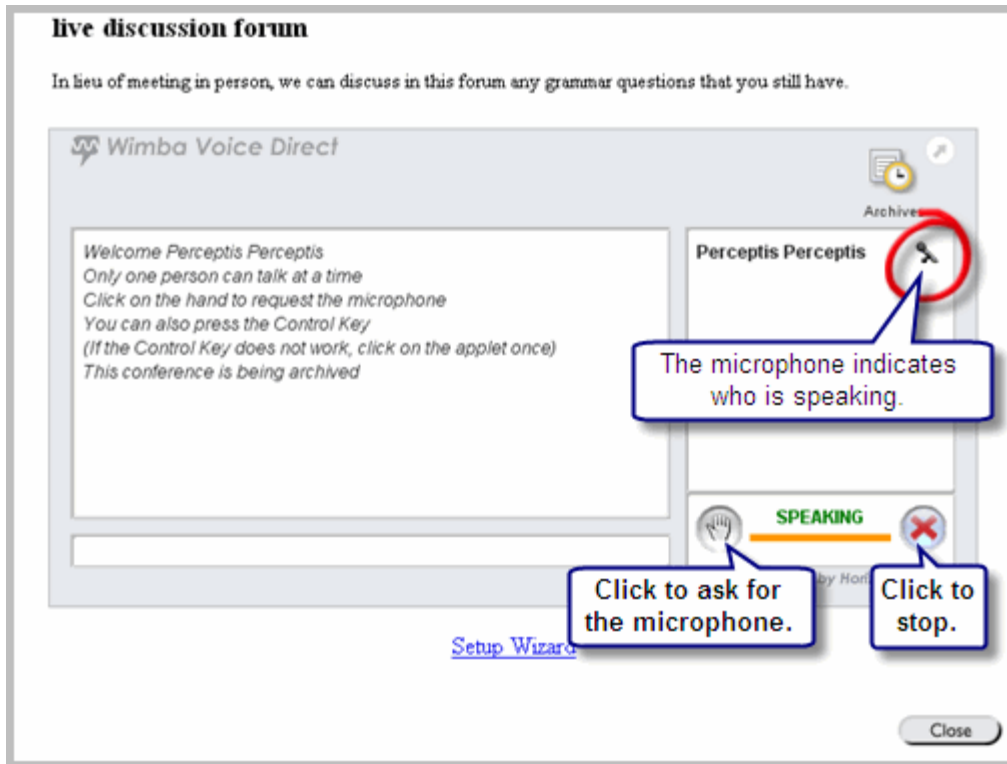 live discussion forum
In lieu of meeting in person, we can discuss in this forum any grammar questions that you still have.
Wimba Voice Direct
Archive
Welcome Perceptis Perceptis
Only one person can talk at a time
Click on the hand to request the microphone
You can also press the Control Key
(If the Control Key does not work, click on the applet once)
This conference is being archived
Perceptis Perceptis
The microphone indicates
who is speaking.
SPEAKING
by
Click to ask for
the microphone.
Click to
stop.
Setup Wizard
Close